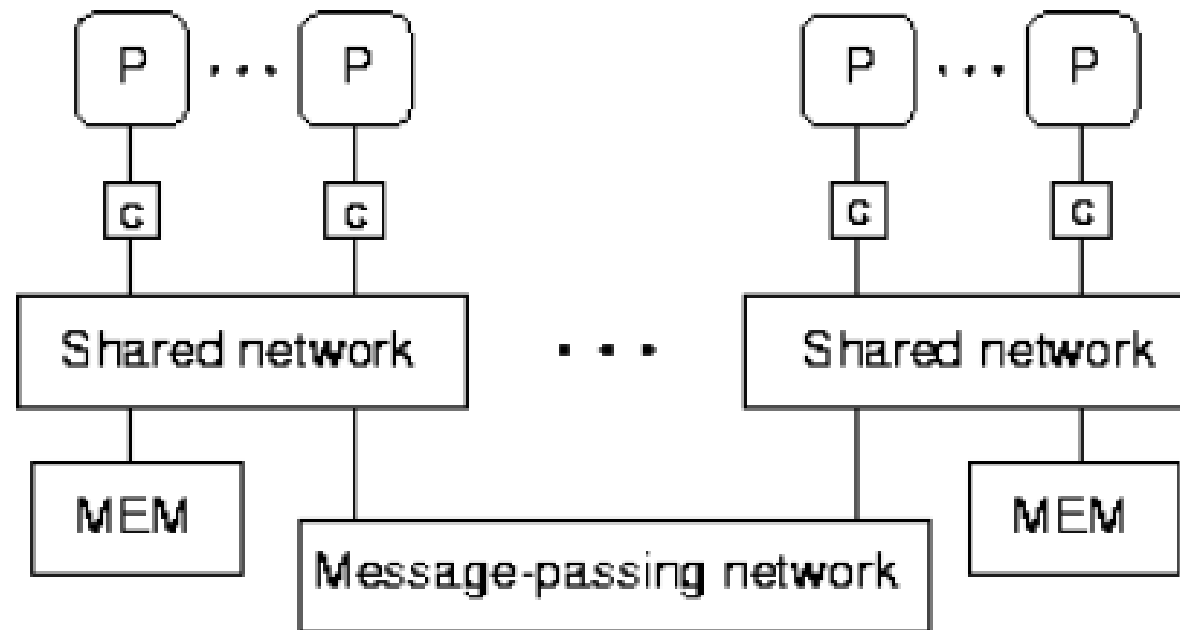 P ... P P ... P
c c c c
Shared network ... Shared network
MEM MEM
Message-passing network